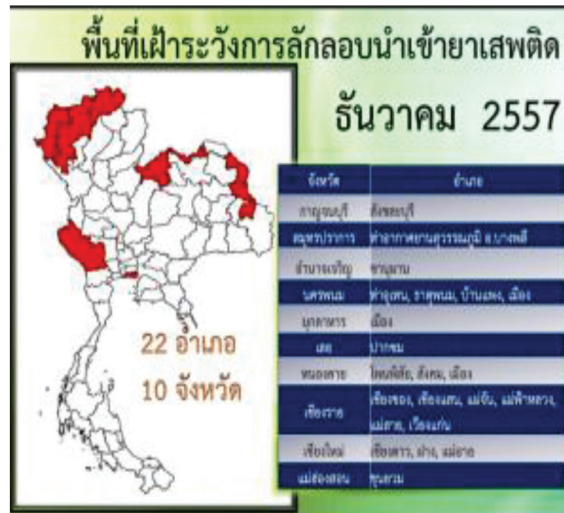 พื้นที่เฝ้าระวังการลักลอบนำเข้ายาเสพติด
ธันวาคม 2557
จังหวัด อำเภอ
กาญจนบุรี สังขละบุรี
สมุทรปราการ ท่าอากาศยานสุวรรณภูมิ อ.บางพลี
อำนาจเจริญ ชานุมาน
นครพนม ท่าอุเทน, ธาตุพนม, บ้านแพง, เมือง
มุกดาหาร เมือง
เลย ปากชม
หนองคาย โพนพิสัย, สังคม, เมือง
เชียงราย เชียงของ, เชียงแสน, แม่จัน, แม่ฟ้าหลวง,
แม่สาย, เวียงแก่น
เชียงใหม่ เชียงดาว, ฝาง, แม่อาย
แม่ฮ่องสอน ขุนยวม
22 อำเภอ
10 จังหวัด